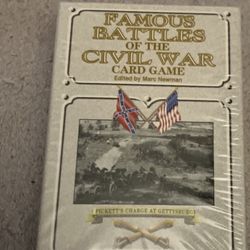 FAMOUS
BATTLES
OF THE
CIVIL WAR
CARD GAME
Edited by Marc Newman
PICKETT'S CHARGE AT GETTYSBURG